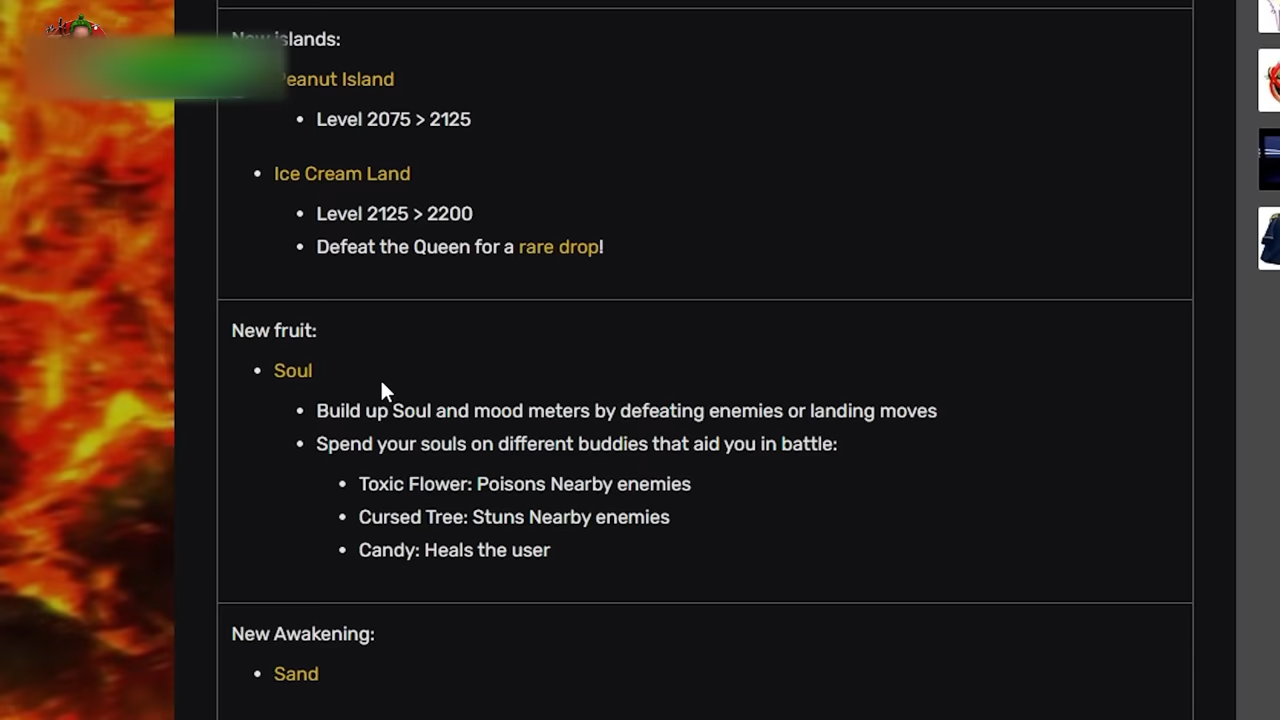 New islands:
Peanut Island
Level 2075 > 2125
Ice Cream Land
Level 2125 > 2200
Defeat the Queen for a rare drop!
New fruit:
Soul
Build up Soul and mood meters by defeating enemies or landing moves
Spend your souls on different buddies that aid you in battle:
Toxic Flower: Poisons Nearby enemies
Cursed Tree: Stuns Nearby enemies
Candy: Heals the user
New Awakening:
Sand